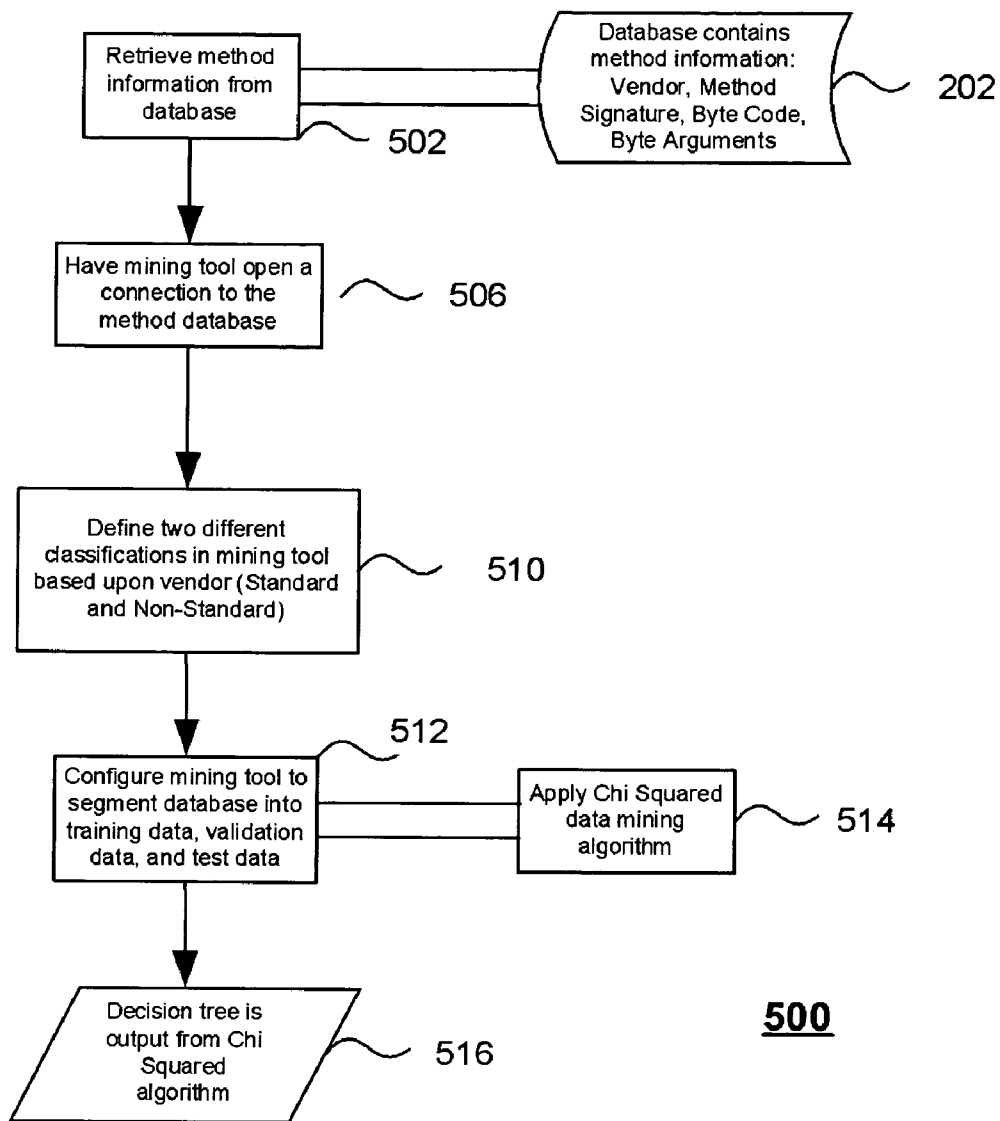 Retrieve method
information from
database
502
Database contains
method information:
Vendor, Method
Signature, Byte Code,
Byte Arguments
202
Have mining tool open a
connection to the
method database
506
Define two different
classifications in mining tool
based upon vendor (Standard
and Non-Standard)
510
512
Configure mining tool to
segment database into
training data, validation
data, and test data
Apply Chi Squared
data mining
algorithm
514
Decision tree is
output from Chi
Squared
algorithm
516
500